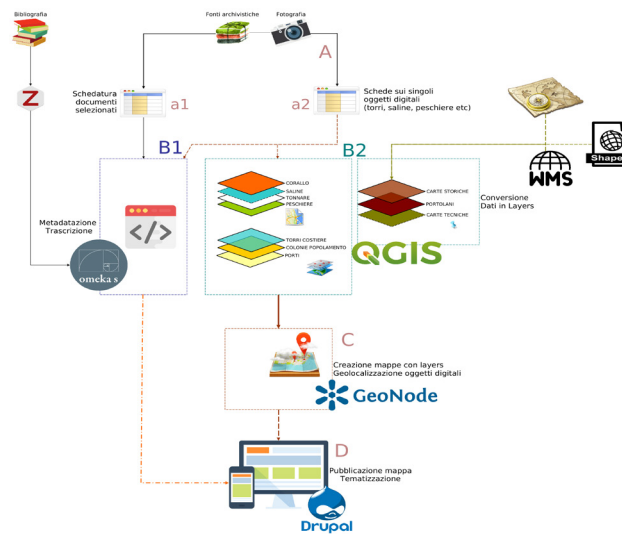 Bibliografia
Fonti archivistiche
Fotografia
A
Z
Schedatura
documenti
selezionati
a1
a2
Schede sui singoli
oggetti digitali
(torri, saline, peschiere etc)
B1
B2
WMS
Shape
CORALLO
SALINE
TONNARE
PESCHIERE
CARTE STORICHE
PORTOLANI
CARTE TECNICHE
Conversione
Dati in Layers
</>
Metadatazione
Trascrizione
omeka s
TORRI COSTIERE
COLONIE POPOLAMENTO
PORTI
QGIS
C
Creazione mappe con layers
Geolocalizzazione oggetti digitali
GeoNode
D
Pubblicazione mappa
Tematizzazione
Drupal